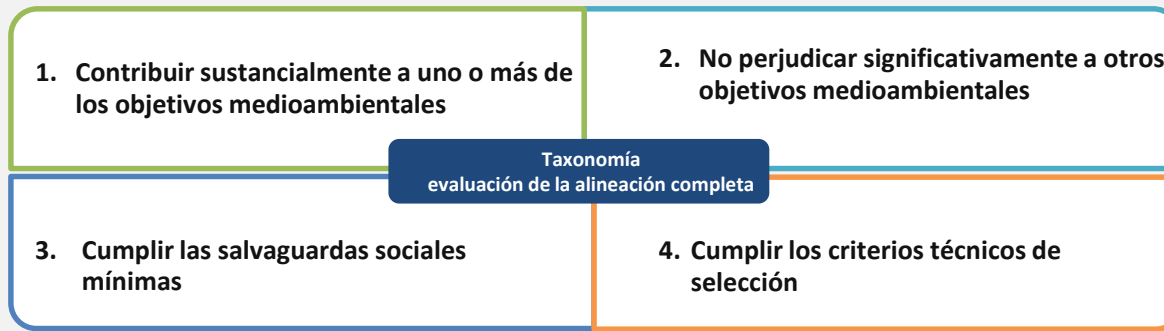 1. Contribuir sustancialmente a uno o más de
los objetivos medioambientales
2. No perjudicar significativamente a otros
objetivos medioambientales
Taxonomía
evaluación de la alineación completa
3. Cumplir las salvaguardas sociales
mínimas
4. Cumplir los criterios técnicos de
selección